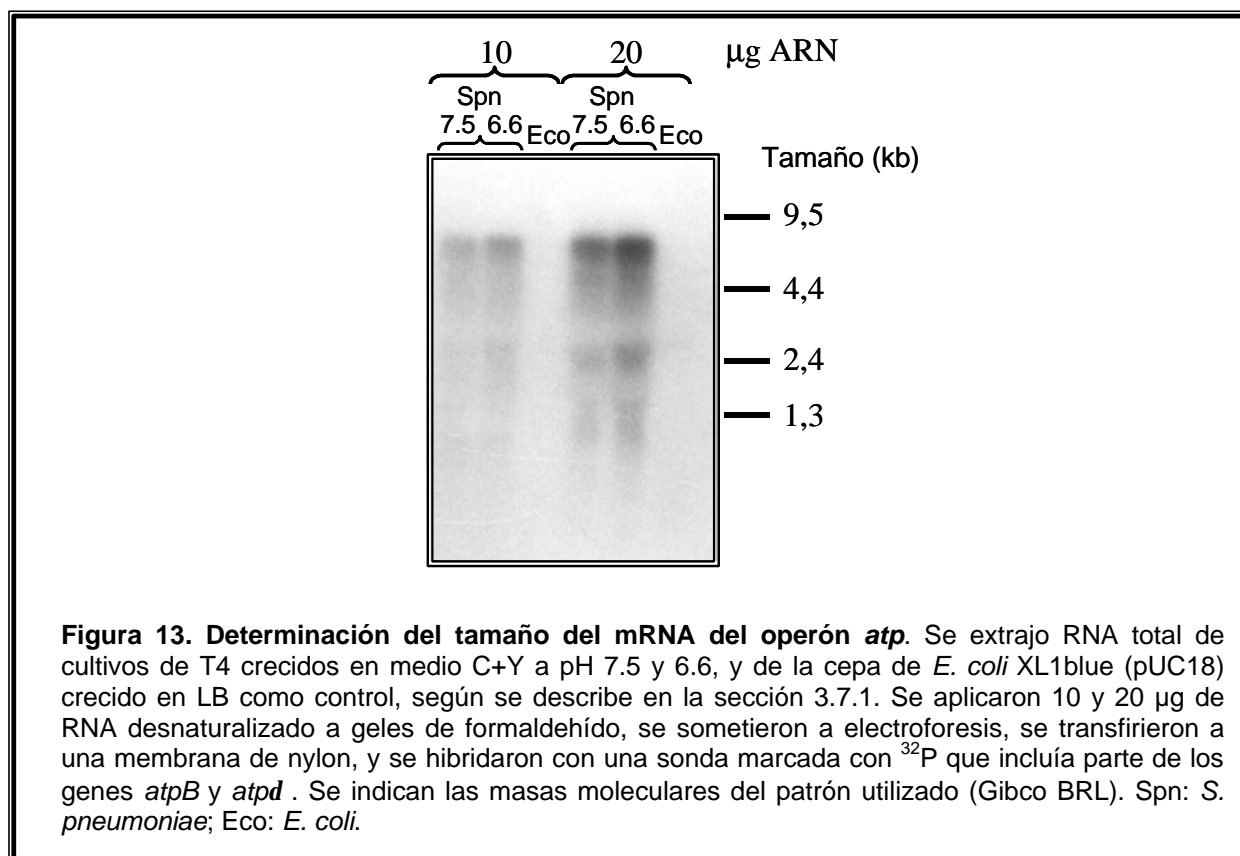 10 20 µg ARN
Spn Spn
7.5 6.6 Eco 7.5 6.6 Eco
Tamaño (kb)
9,5
4,4
2,4
1,3
Figura 13. Determinación del tamaño del mRNA del operón atp. Se extrajo RNA total de
cultivos de T4 crecidos en medio C+Y a pH 7.5 y 6.6, y de la cepa de E. coli XL1blue (pUC18)
crecido en LB como control, según se describe en la sección 3.7.1. Se aplicaron 10 y 20 µg de
RNA desnaturalizado a geles de formaldehído, se sometieron a electroforesis, se transfirieron a
una membrana de nylon, y se hibridaron con una sonda marcada con ³²P que incluía parte de los
genes atpB y atpd . Se indican las masas moleculares del patrón utilizado (Gibco BRL). Spn: S.
pneumoniae; Eco: E. coli.